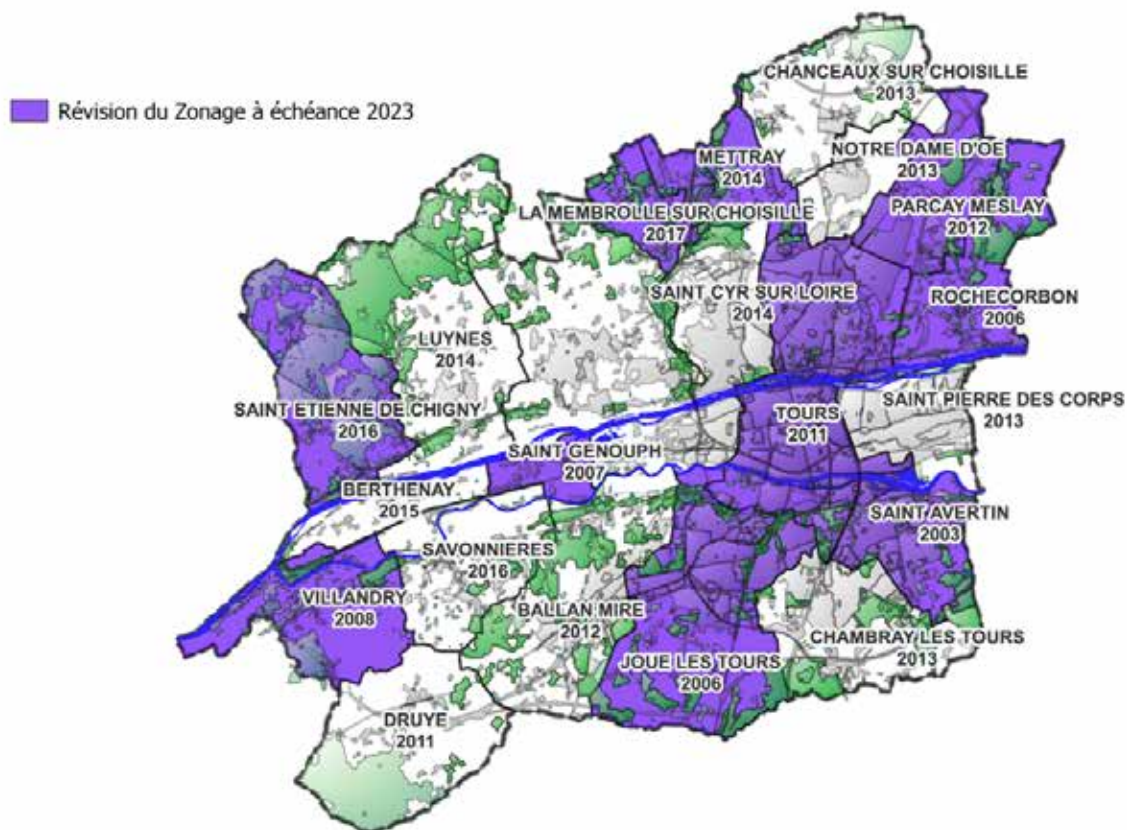 CHANCEAUX SUR CHOISILLE
2013
Révision du Zonage à échéance 2023
METTRAY
2014
NOTRE DAME D'OE
2013
LA MEMBROLLE SUR CHOISILLE
2017
PARCAY MESLAY
2012
SAINT CYR SUR LOIRE
2014
ROCHECORBON
2006
LUYNES
2014
SAINT ETIENNE DE CHIGNY
2016
TOURS
2011
SAINT PIERRE DES CORPS
2013
SAINT GENOUPH
2007
BERTHENAY
2015
SAINT AVERTIN
2003
SAVONNIERES
2016
VILLANDRY
2008
BALLAN MIRE
2012
CHAMBRAY LES TOURS
2013
JOUE LES TOURS
2006
DRUYE
2011